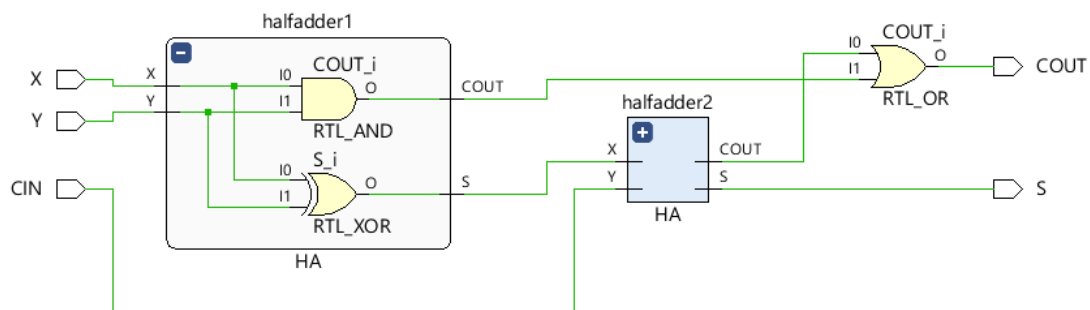 halfadder1
X
Y
CIN
X
Y
COUT_i
I0
I1
O
RTL_AND
COUT
S_i
I0
I1
O
RTL_XOR
S
HA
halfadder2
X
Y
COUT
S
HA
COUT_i
I0
I1
O
RTL_OR
COUT
S